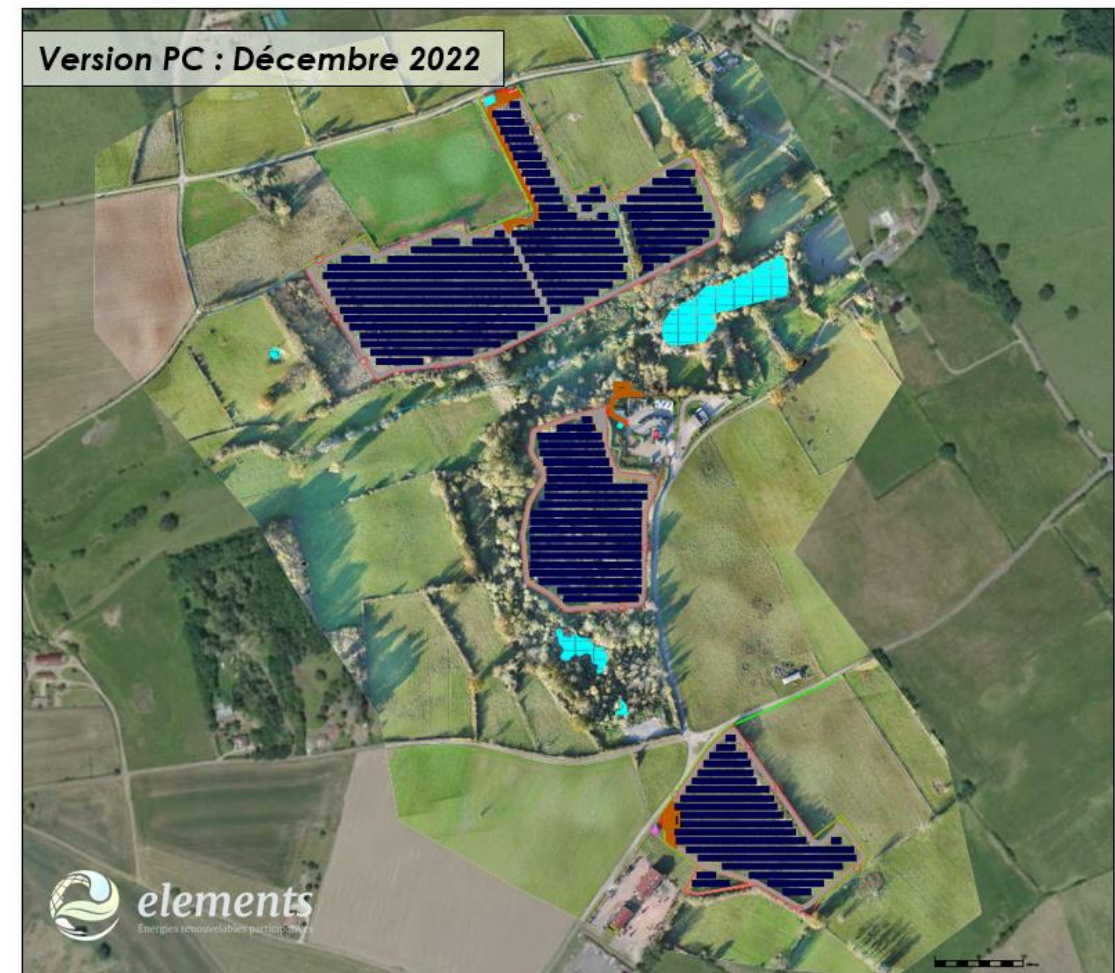 Version PC : Décembre 2022
elements
Énergies renouvelables participatives